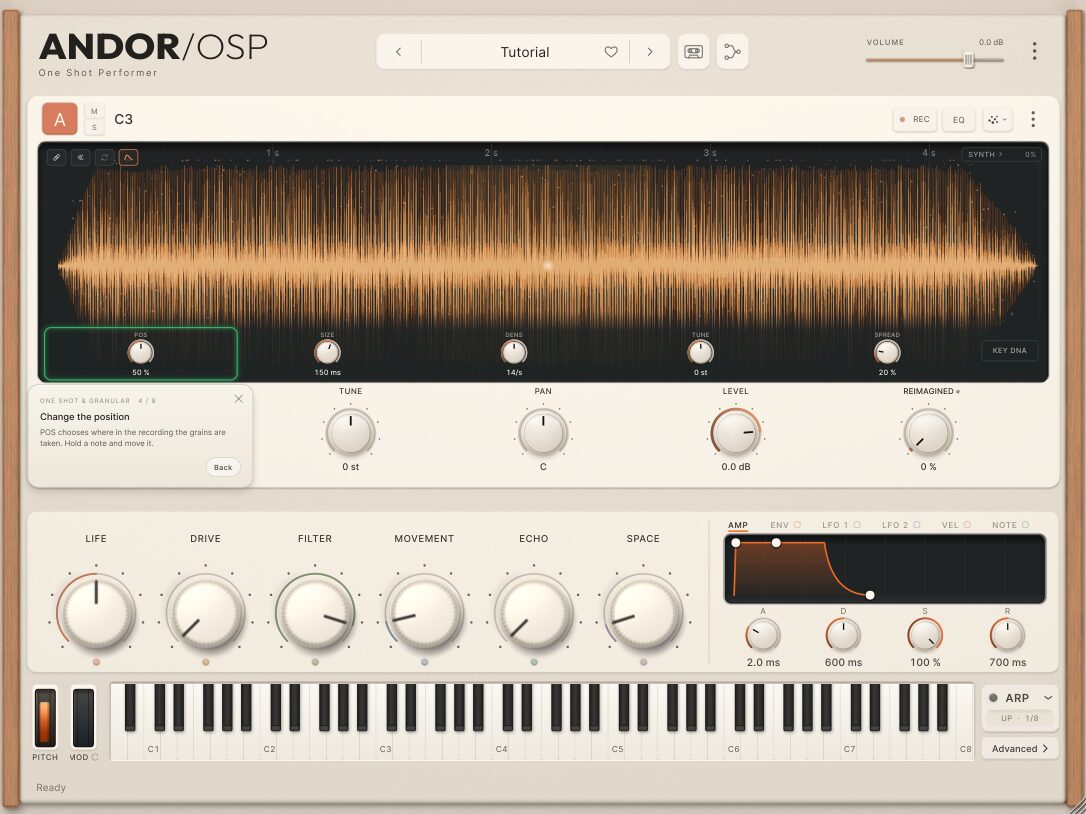 ANDOR/OSP
One Shot Performer
Tutorial
VOLUME 0.0 dB
A
M
S
C3
REC
EQ
1 s 2 s 3 s 4 s
SYNTH > 0%
POS SIZE DENS TUNE SPREAD
50 % 150 ms 14/s 0 st 20 %
KEY DNA
ONE SHOT & GRANULAR 4 / 8
Change the position
POS chooses where in the recording the grains are
taken. Hold a note and move it.
Back
TUNE PAN LEVEL REIMAGINED
0 st C 0.0 dB 0 %
LIFE DRIVE FILTER MOVEMENT ECHO SPACE
AMP ENV LFO 1 LFO 2 VEL NOTE
A D S R
2.0 ms 600 ms 100 % 700 ms
PITCH MOD
C1 C2 C3 C4 C5 C6 C7 C8
ARP
UP · 1/8
Advanced >
Ready